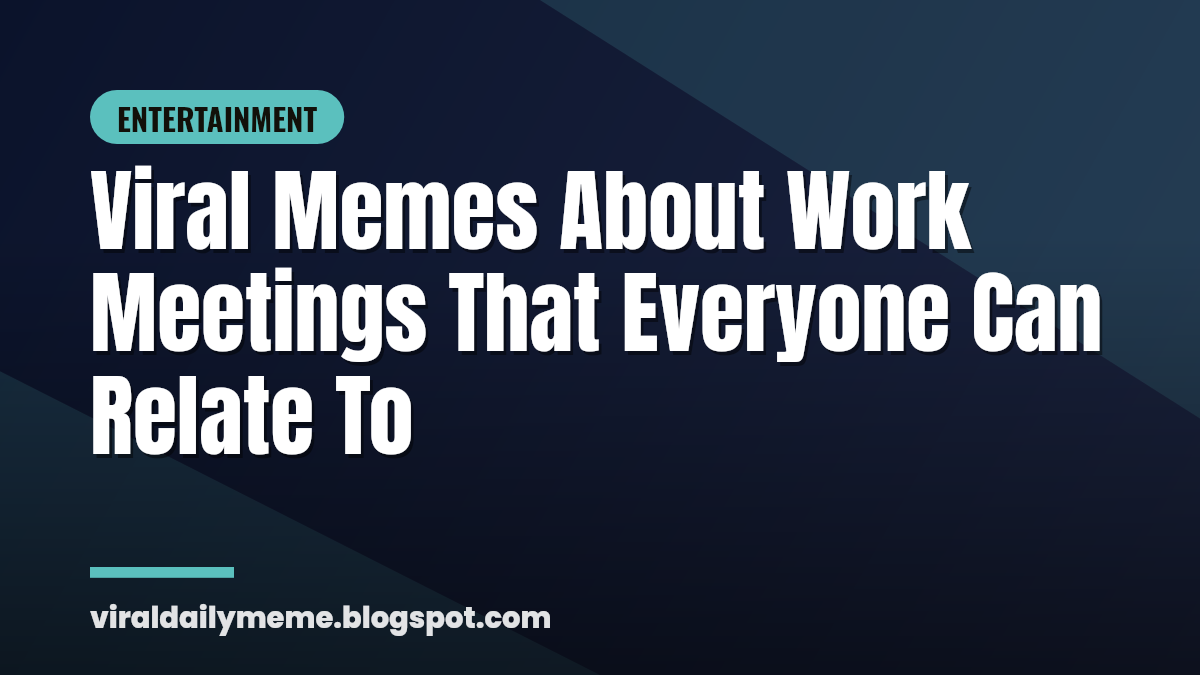 ENTERTAINMENT
Viral Memes About Work
Meetings That Everyone Can
Relate To
viraldailymeme.blogspot.com